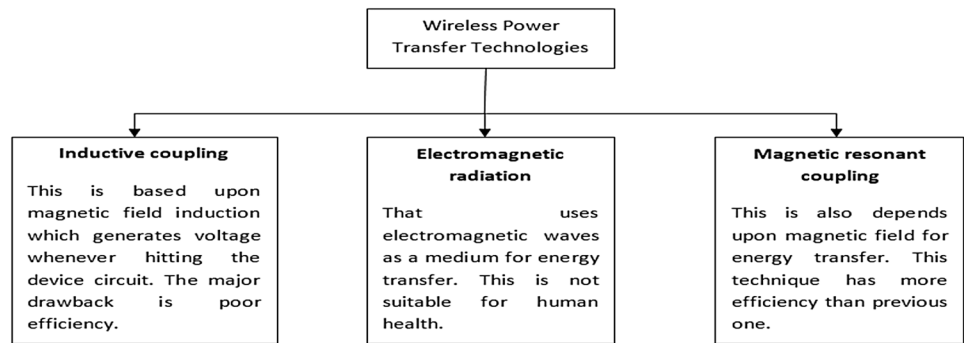 Wireless Power
Transfer Technologies
Inductive coupling
This is based upon
magnetic field induction
which generates voltage
whenever hitting the
device circuit. The major
drawback is poor
efficiency.
Electromagnetic
radiation
That uses
electromagnetic waves
as a medium for energy
transfer. This is not
suitable for human
health.
Magnetic resonant
coupling
This is also depends
upon magnetic field for
energy transfer. This
technique has more
efficiency than previous
one.